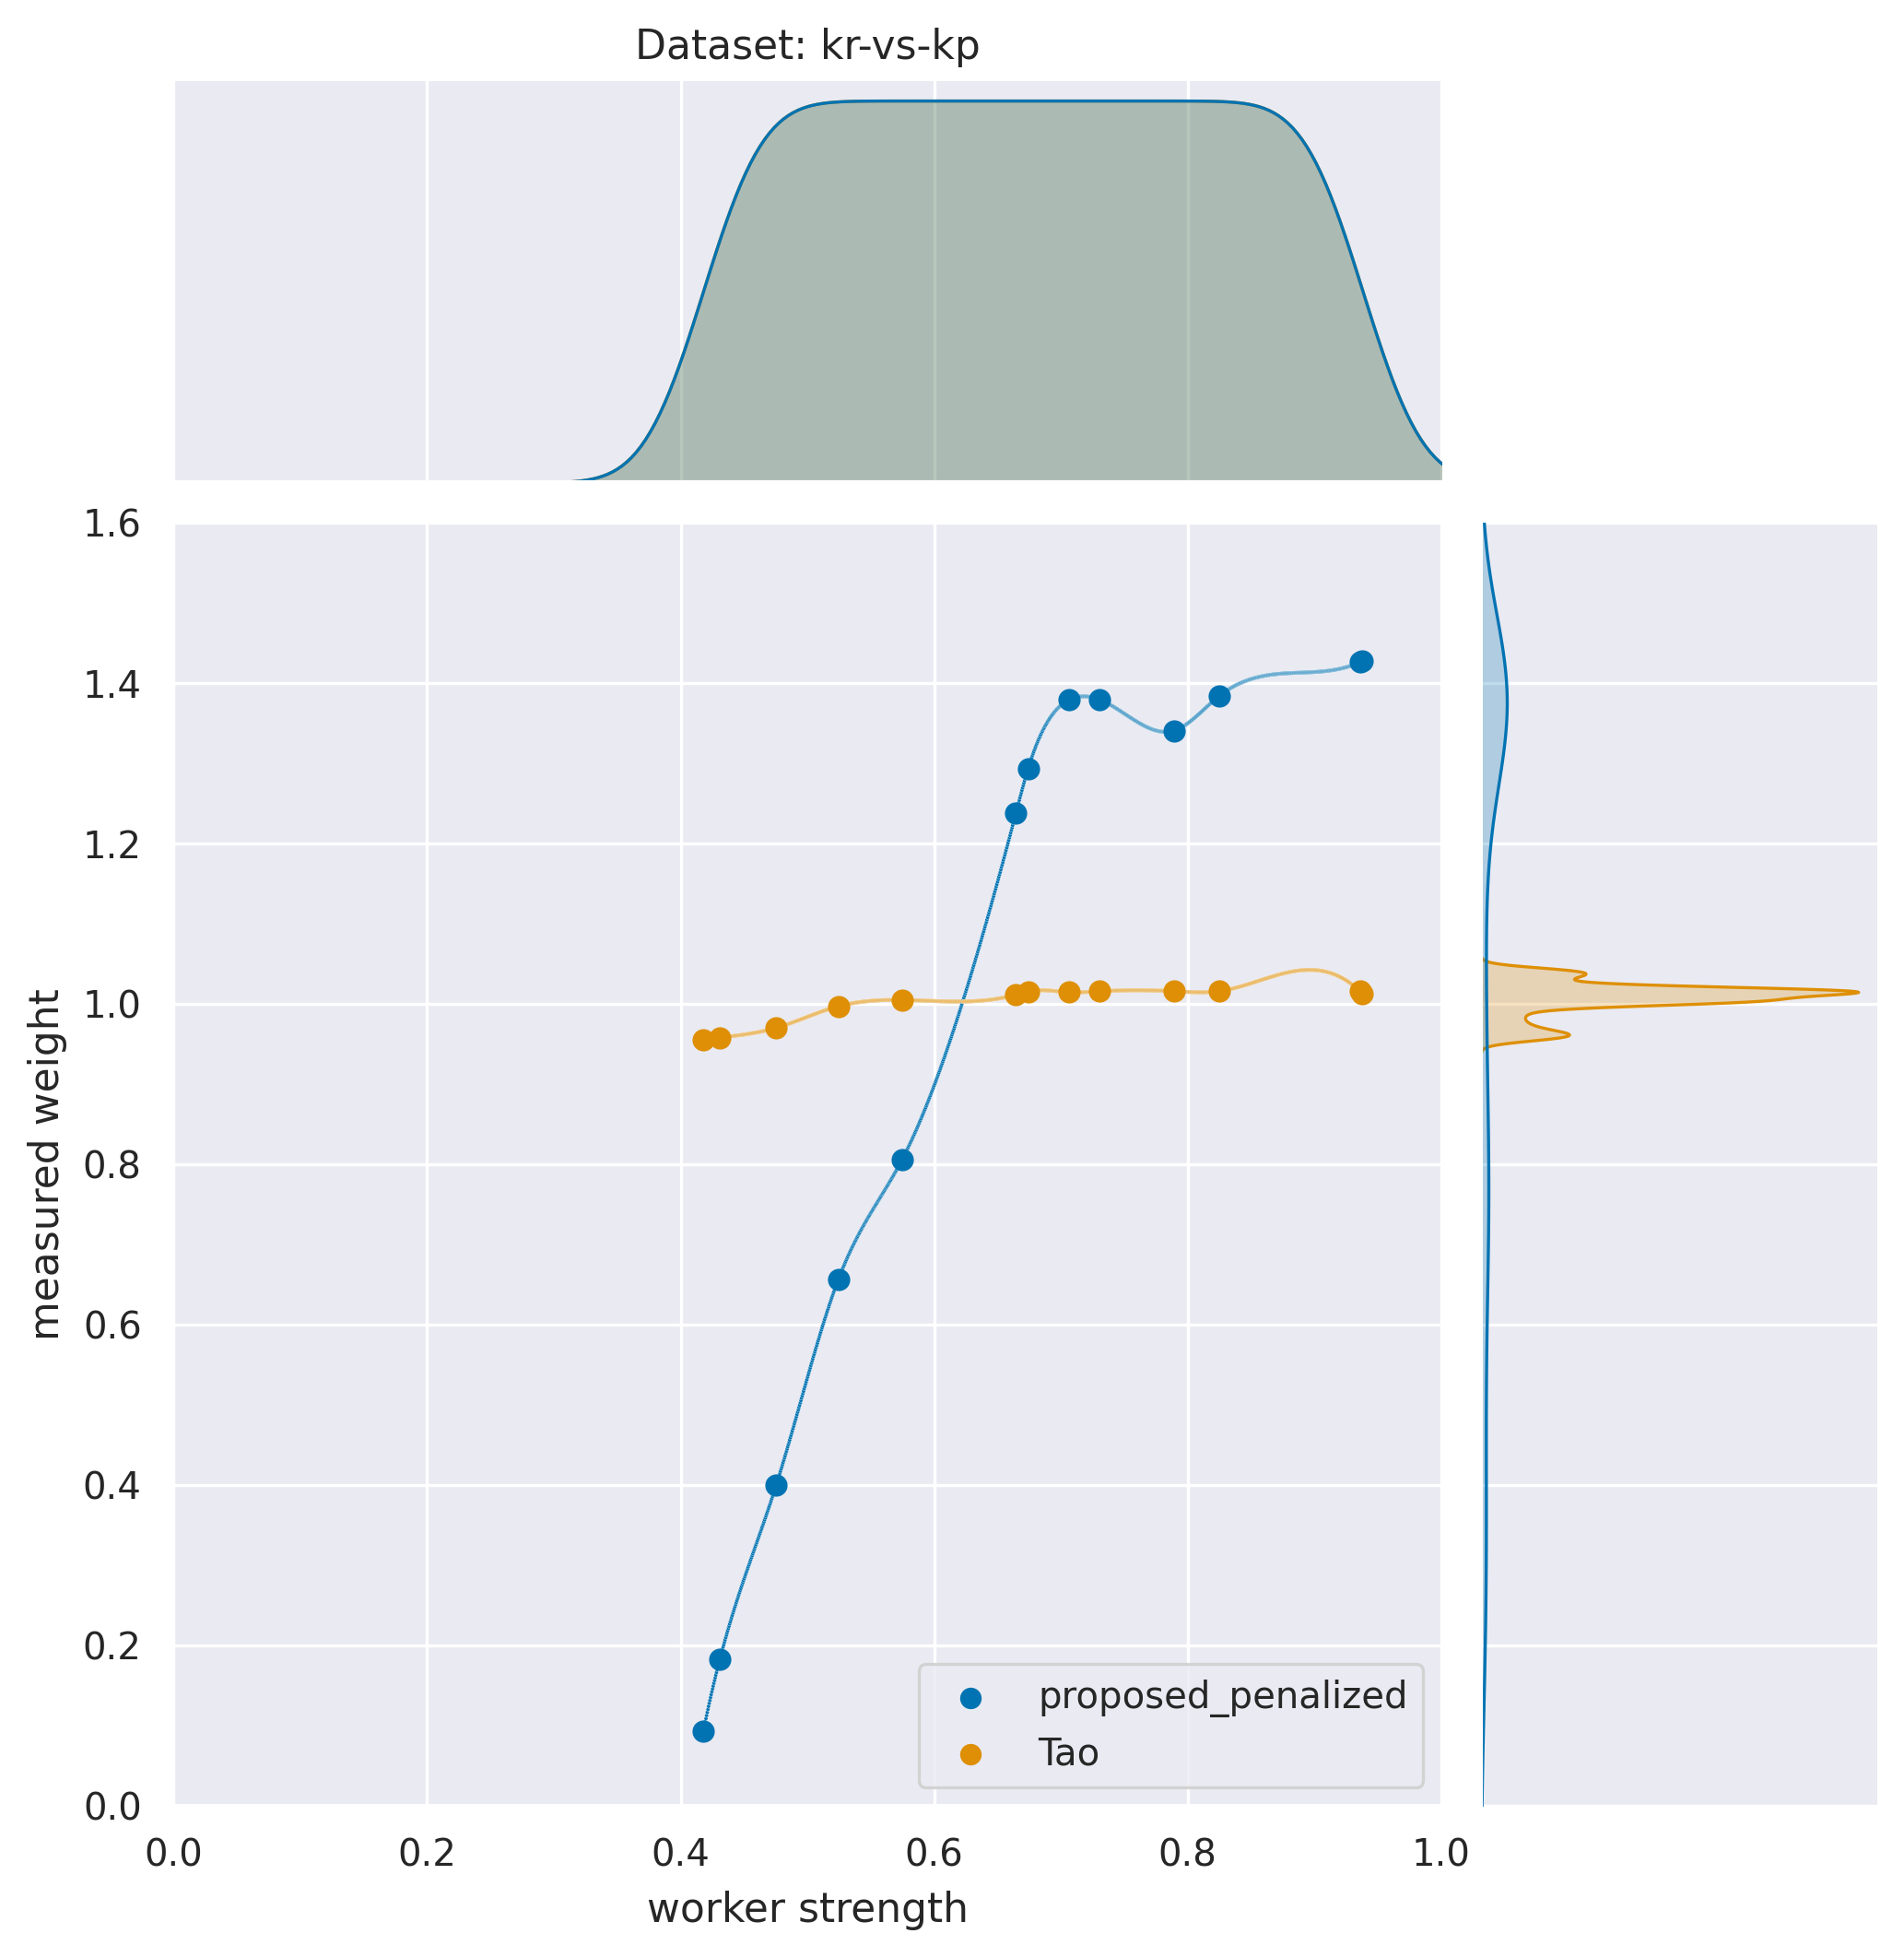 Dataset: kr-vs-kp
1.6
1.4
1.2
1.0
0.8
0.6
0.4
0.2
0.0
measured weight
proposed_penalized
Tao
0.0 0.2 0.4 0.6 0.8 1.0
worker strength